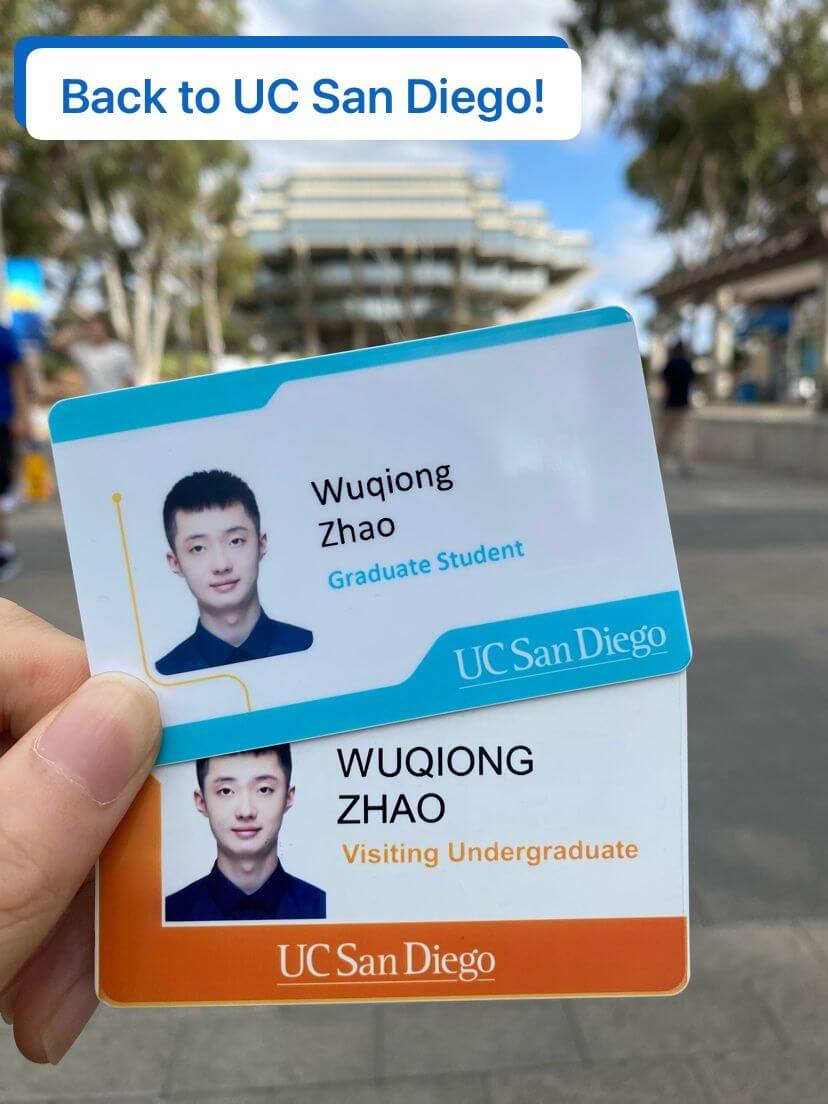 Back to UC San Diego!
Wuqiong
Zhao
Graduate Student
UC San Diego
WUQIONG
ZHAO
Visiting Undergraduate
UC San Diego